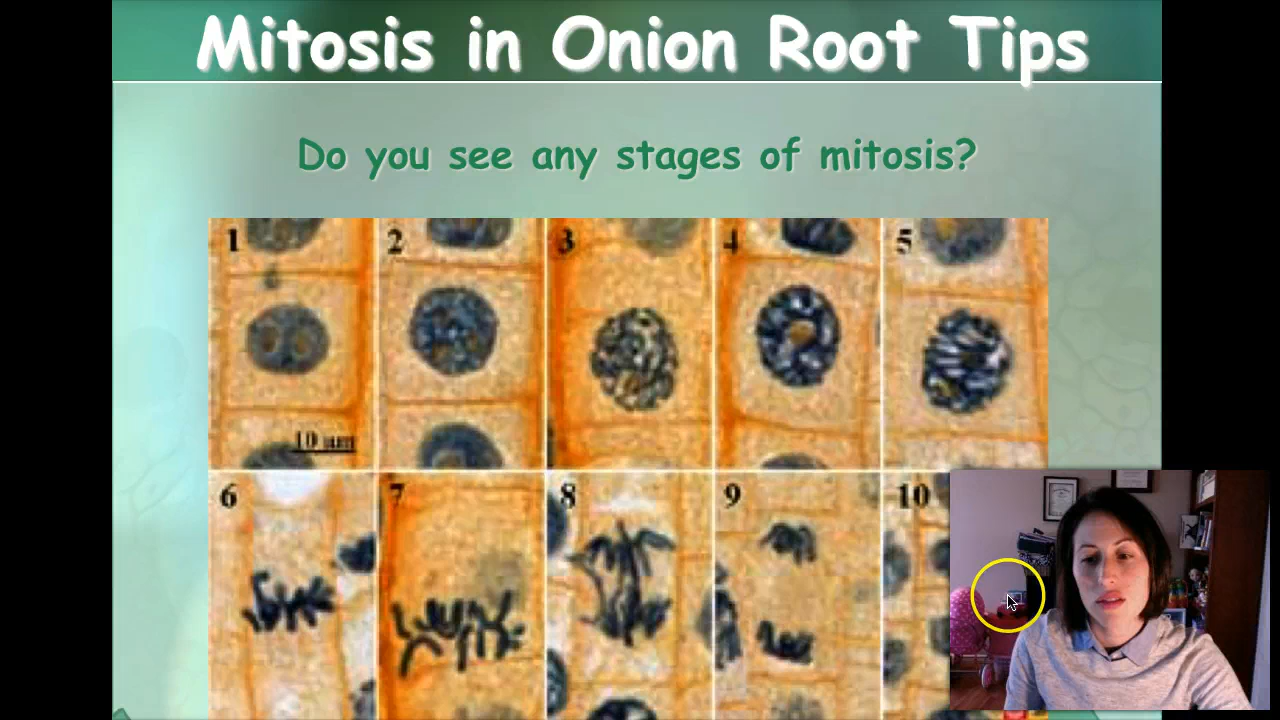 Mitosis in Onion Root Tips
Do you see any stages of mitosis?
1 2 3 4 5
10 µm
6 7 8 9 10